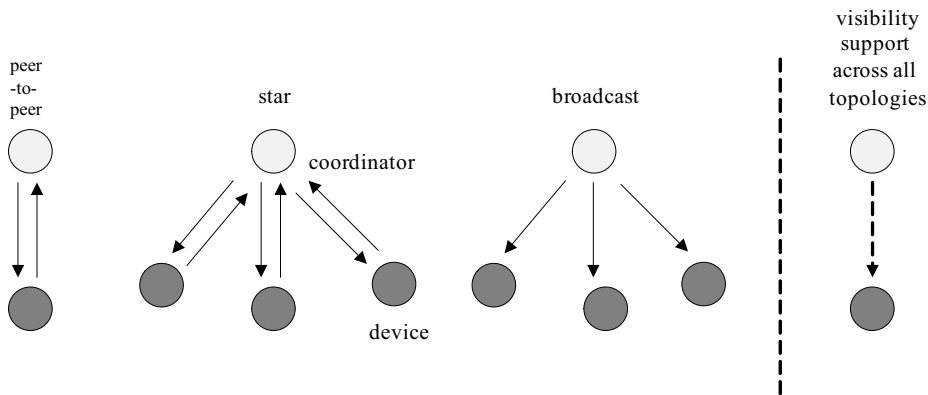 peer
-to-
peer
star
coordinator
device
broadcast
visibility
support
across all
topologies